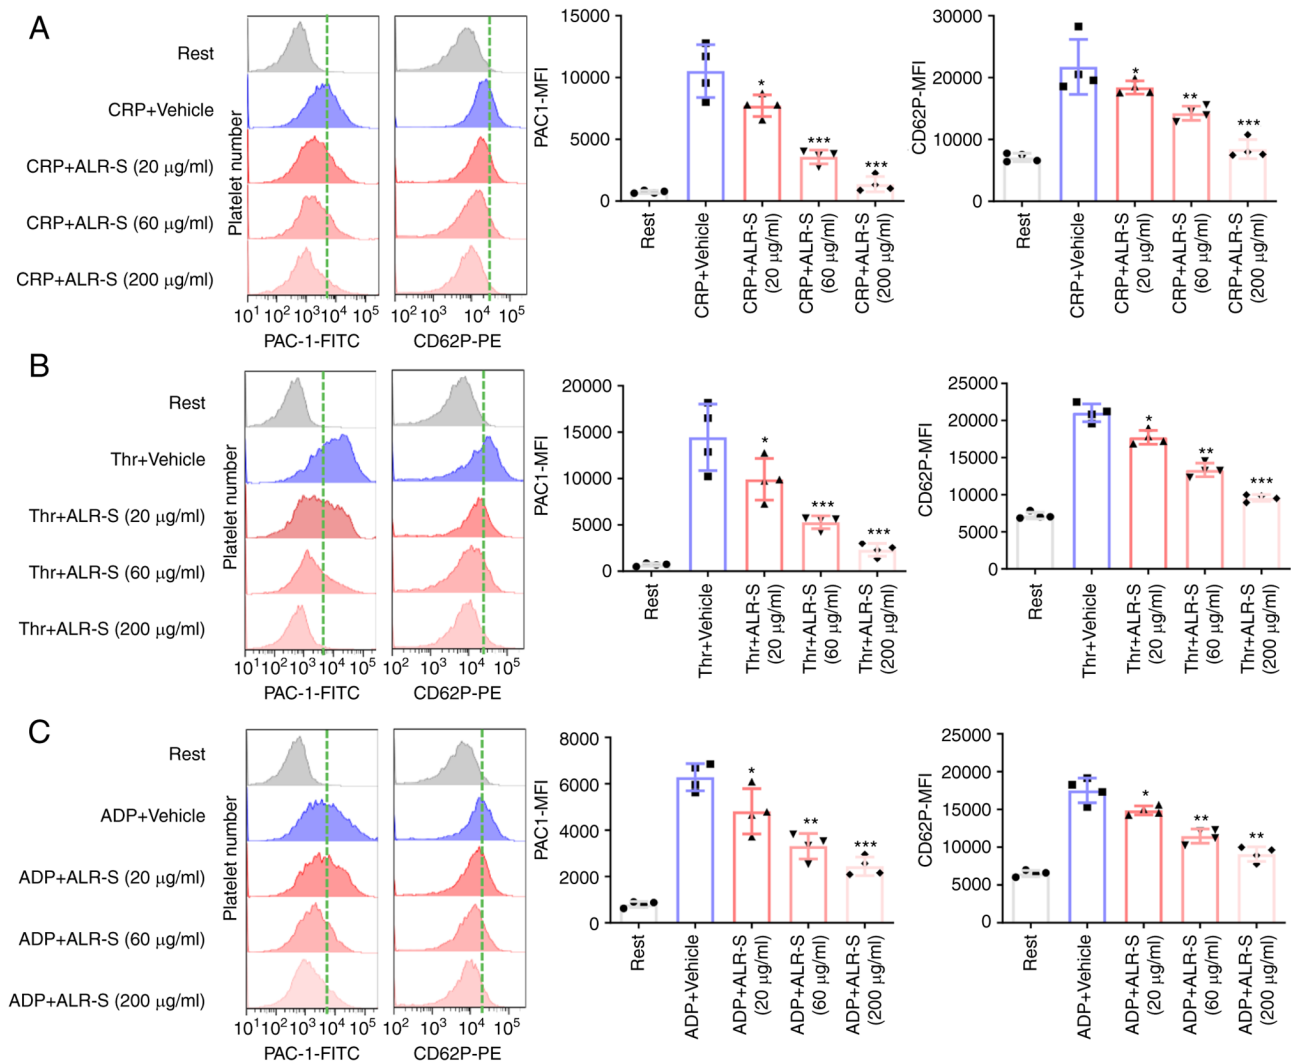 A
Rest
CRP+Vehicle
CRP+ALR-S (20 μg/ml)
CRP+ALR-S (60 μg/ml)
CRP+ALR-S (200 μg/ml)
Platelet number
10¹ 10² 10³ 10⁴ 10⁵
PAC-1-FITC
10² 10³ 10⁴ 10⁵
CD62P-PE
PAC1-MFI
15000
10000
5000
0
*
***
***
Rest
CRP+Vehicle
CRP+ALR-S
(20 μg/ml)
CRP+ALR-S
(60 μg/ml)
CRP+ALR-S
(200 μg/ml)
CD62P-MFI
30000
20000
10000
0
*
**
***
Rest
CRP+Vehicle
CRP+ALR-S
(20 μg/ml)
CRP+ALR-S
(60 μg/ml)
CRP+ALR-S
(200 μg/ml)
B
Rest
Thr+Vehicle
Thr+ALR-S (20 μg/ml)
Thr+ALR-S (60 μg/ml)
Thr+ALR-S (200 μg/ml)
Platelet number
10¹ 10² 10³ 10⁴ 10⁵
PAC-1-FITC
10² 10³ 10⁴ 10⁵
CD62P-PE
PAC1-MFI
20000
15000
10000
5000
0
*
***
***
Rest
Thr+Vehicle
Thr+ALR-S
(20 μg/ml)
Thr+ALR-S
(60 μg/ml)
Thr+ALR-S
(200 μg/ml)
CD62P-MFI
25000
20000
15000
10000
5000
0
*
**
***
Rest
Thr+Vehicle
Thr+ALR-S
(20 μg/ml)
Thr+ALR-S
(60 μg/ml)
Thr+ALR-S
(200 μg/ml)
C
Rest
ADP+Vehicle
ADP+ALR-S (20 μg/ml)
ADP+ALR-S (60 μg/ml)
ADP+ALR-S (200 μg/ml)
Platelet number
10¹ 10² 10³ 10⁴ 10⁵
PAC-1-FITC
10² 10³ 10⁴ 10⁵
CD62P-PE
PAC1-MFI
8000
6000
4000
2000
0
*
**
***
Rest
ADP+Vehicle
ADP+ALR-S
(20 μg/ml)
ADP+ALR-S
(60 μg/ml)
ADP+ALR-S
(200 μg/ml)
CD62P-MFI
25000
20000
15000
10000
5000
0
*
**
**
Rest
ADP+Vehicle
ADP+ALR-S
(20 μg/ml)
ADP+ALR-S
(60 μg/ml)
ADP+ALR-S
(200 μg/ml)